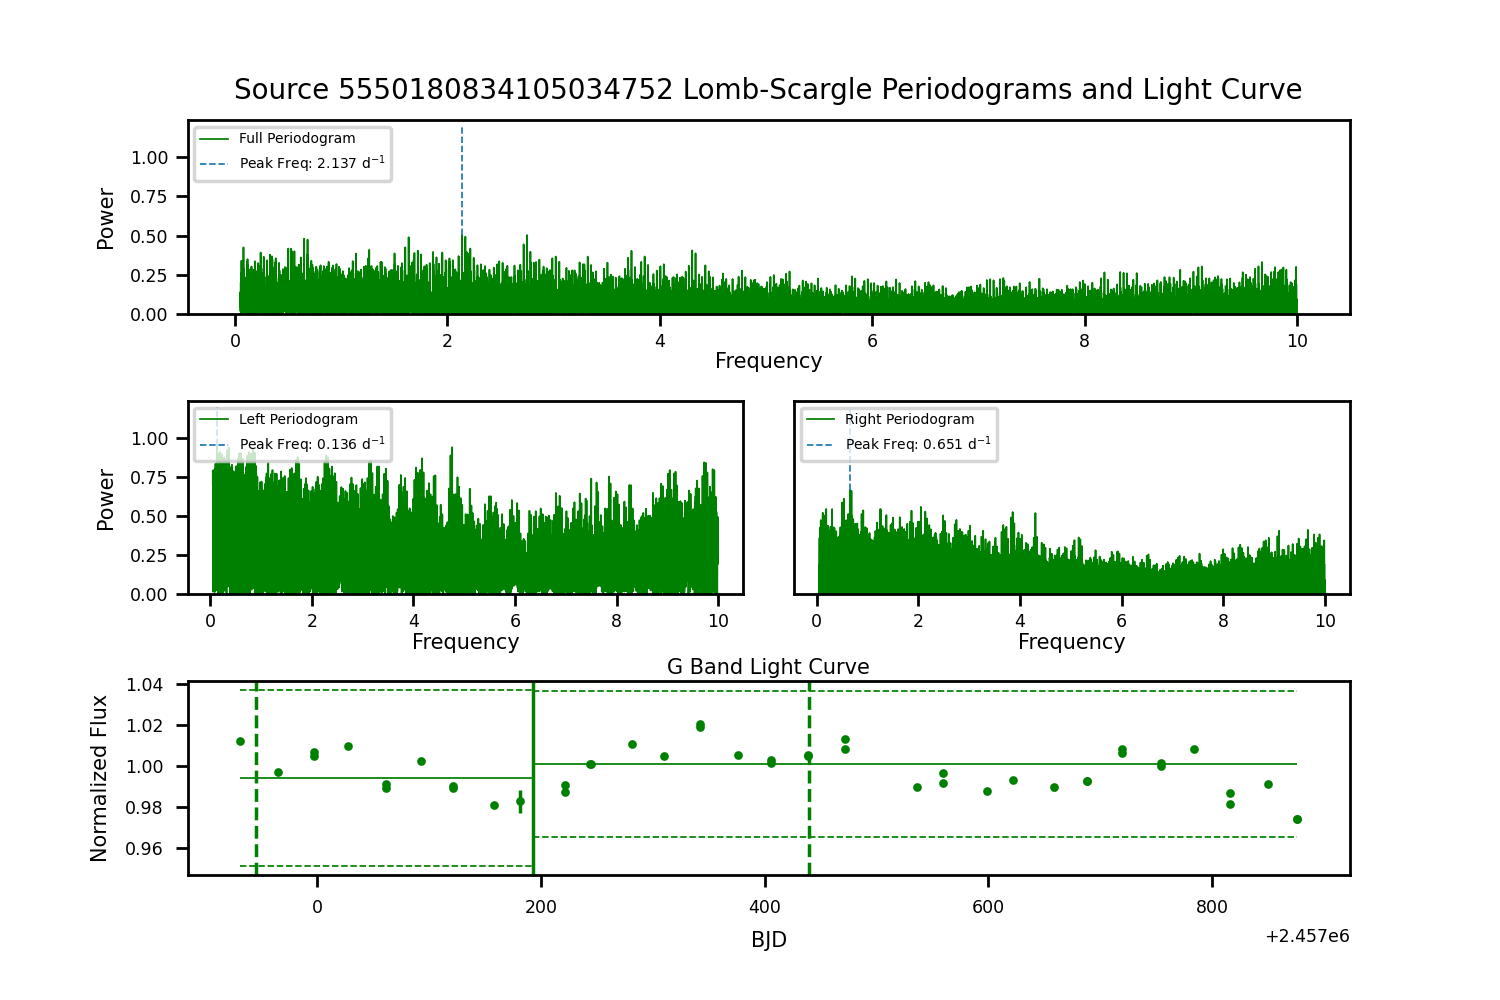 Source 5550180834105034752 Lomb-Scargle Periodograms and Light Curve
Full Periodogram
Peak Freq: 2.137 d⁻¹
Power
1.00
0.75
0.50
0.25
0.00
0 2 4 6 8 10
Frequency
Left Periodogram
Peak Freq: 0.136 d⁻¹
Power
1.00
0.75
0.50
0.25
0.00
0 2 4 6 8 10
Frequency
Right Periodogram
Peak Freq: 0.651 d⁻¹
0 2 4 6 8 10
Frequency
G Band Light Curve
Normalized Flux
1.04
1.02
1.00
0.98
0.96
0 200 400 600 800
BJD
+2.457e6